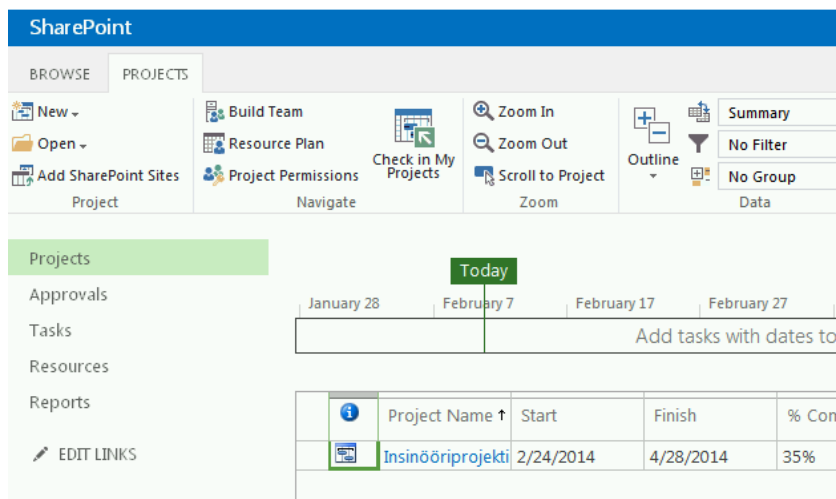 SharePoint
BROWSE PROJECTS
New
Open
Add SharePoint Sites
Project
Build Team
Resource Plan
Project Permissions
Check in My
Projects
Navigate
Zoom In
Zoom Out
Scroll to Project
Zoom
Outline
Summary
No Filter
No Group
Data
Projects
Approvals
Tasks
Resources
Reports
EDIT LINKS
Today
January 28 February 7 February 17 February 27
Add tasks with dates to
Project Name Start Finish % Com
Insinööriprojekti 2/24/2014 4/28/2014 35%